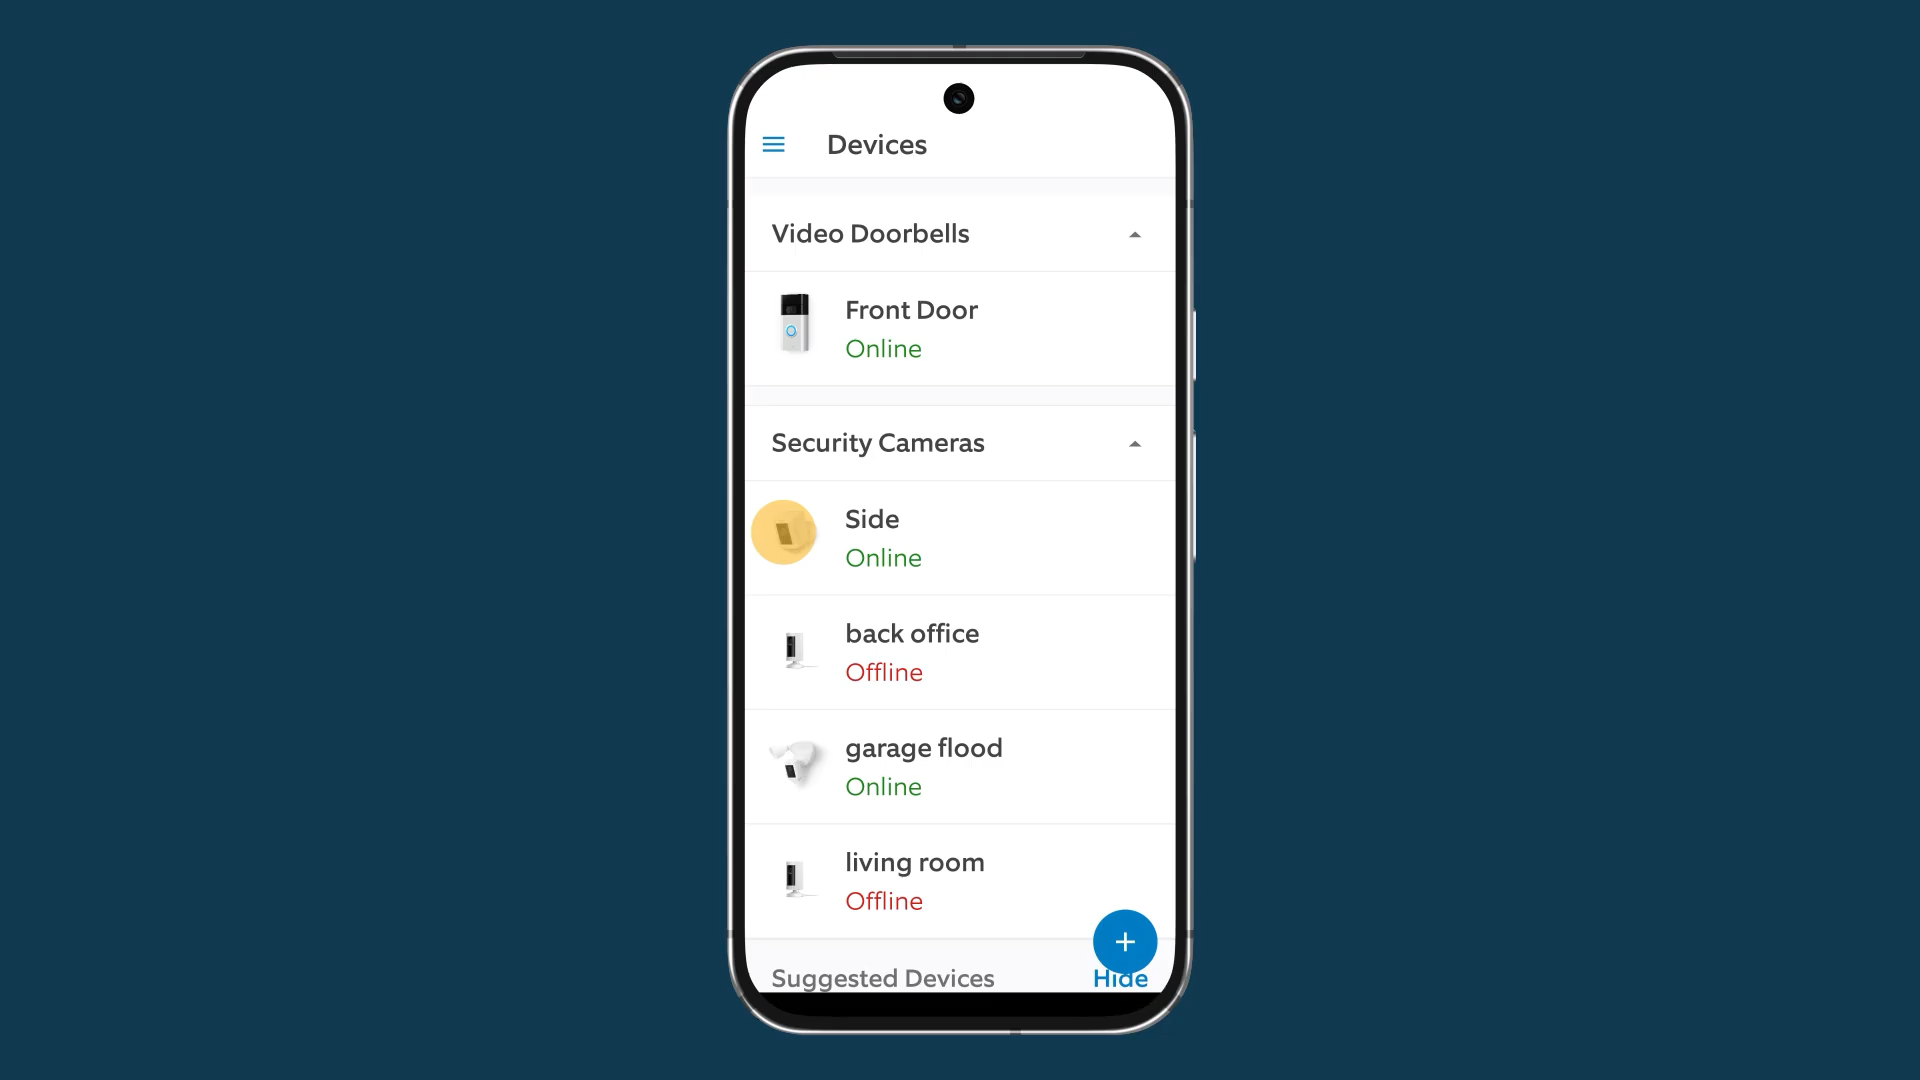 Devices
Video Doorbells
Front Door
Online
Security Cameras
Side
Online
back office
Offline
garage flood
Online
living room
Offline
Suggested Devices
Hide